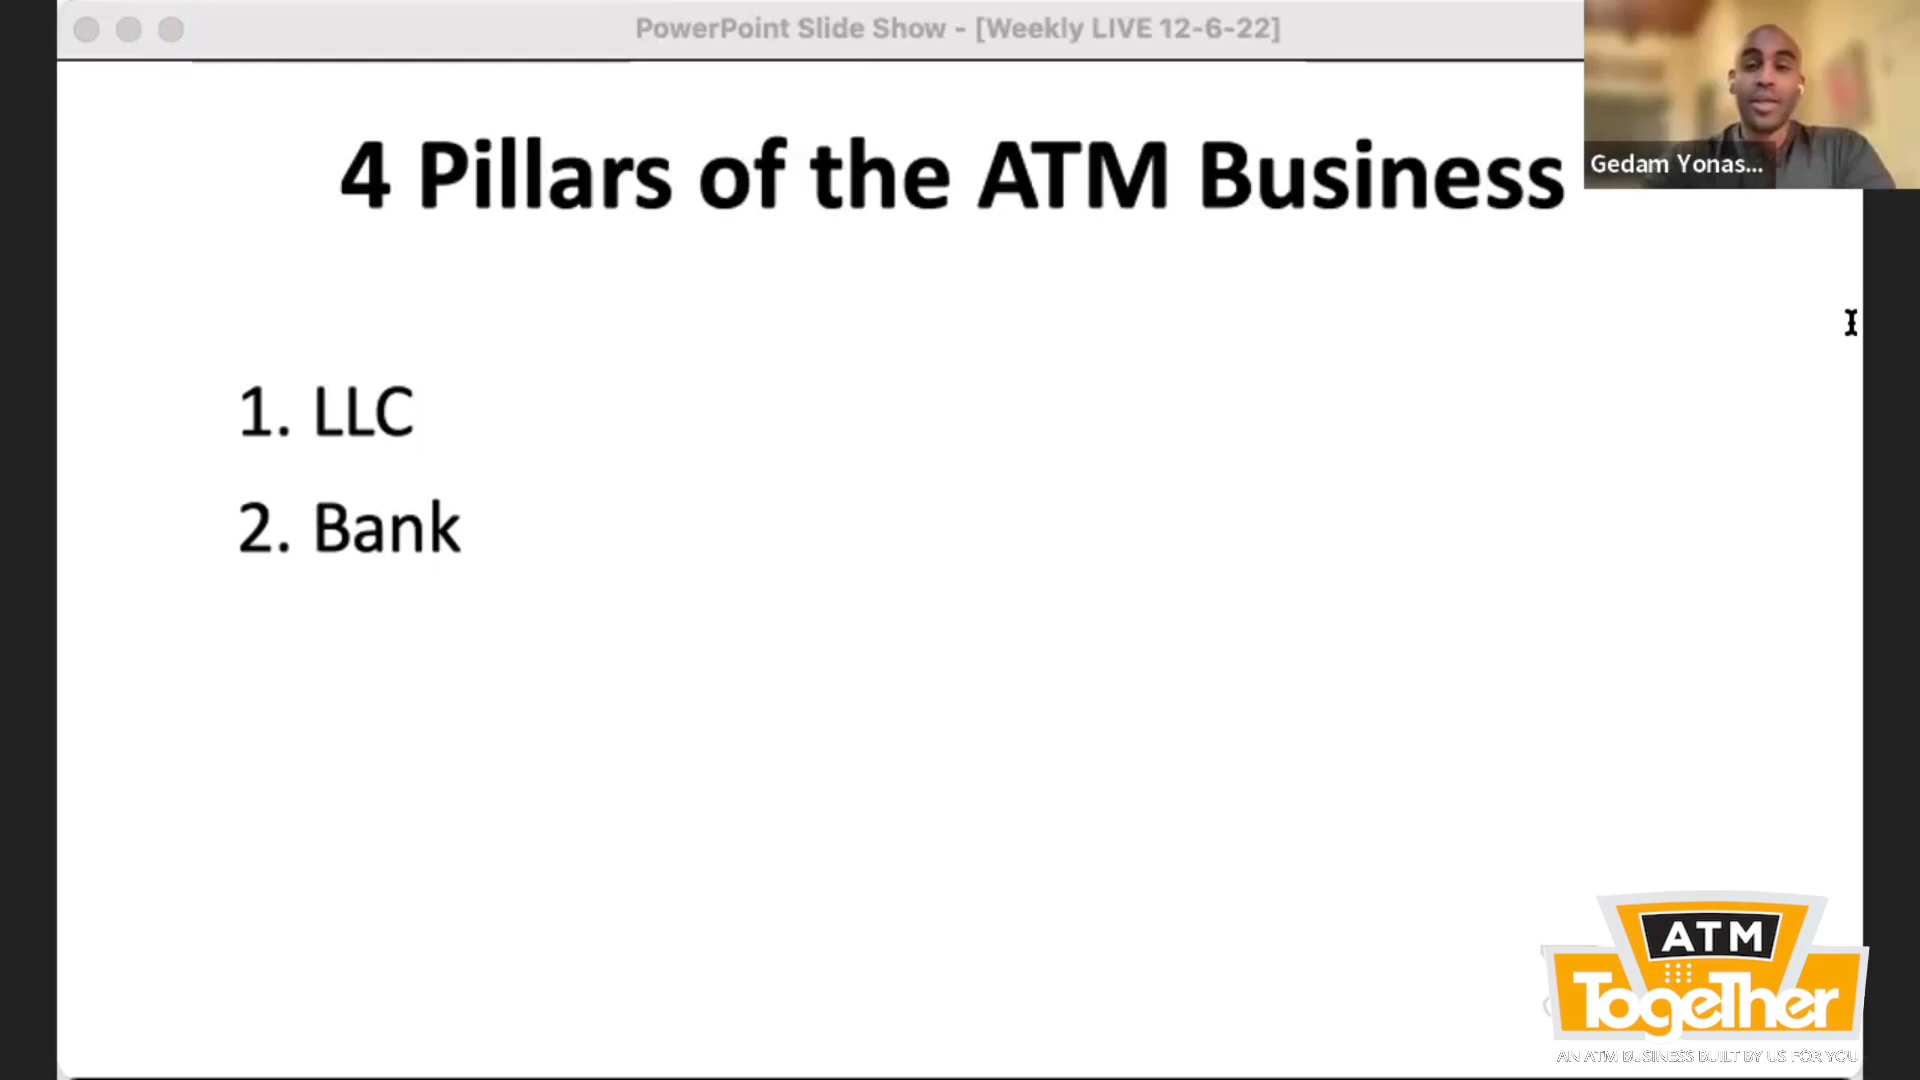 PowerPoint Slide Show - [Weekly LIVE 12-6-22]
4 Pillars of the ATM Business
Gedam Yonas...
1. LLC
2. Bank
ATM
Together
AN ATM BUSINESS BUILT BY US FOR YOU